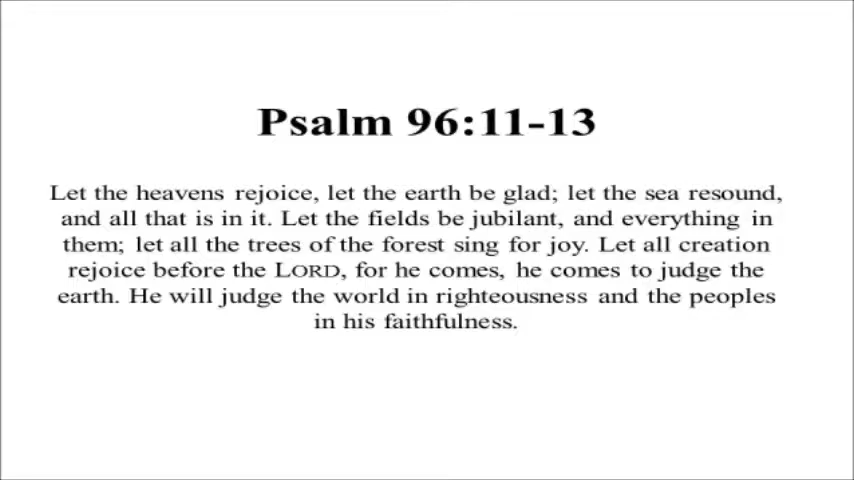 Psalm 96:11-13
Let the heavens rejoice, let the earth be glad; let the sea resound,
and all that is in it. Let the fields be jubilant, and everything in
them; let all the trees of the forest sing for joy. Let all creation
rejoice before the LORD, for he comes, he comes to judge the
earth. He will judge the world in righteousness and the peoples
in his faithfulness.